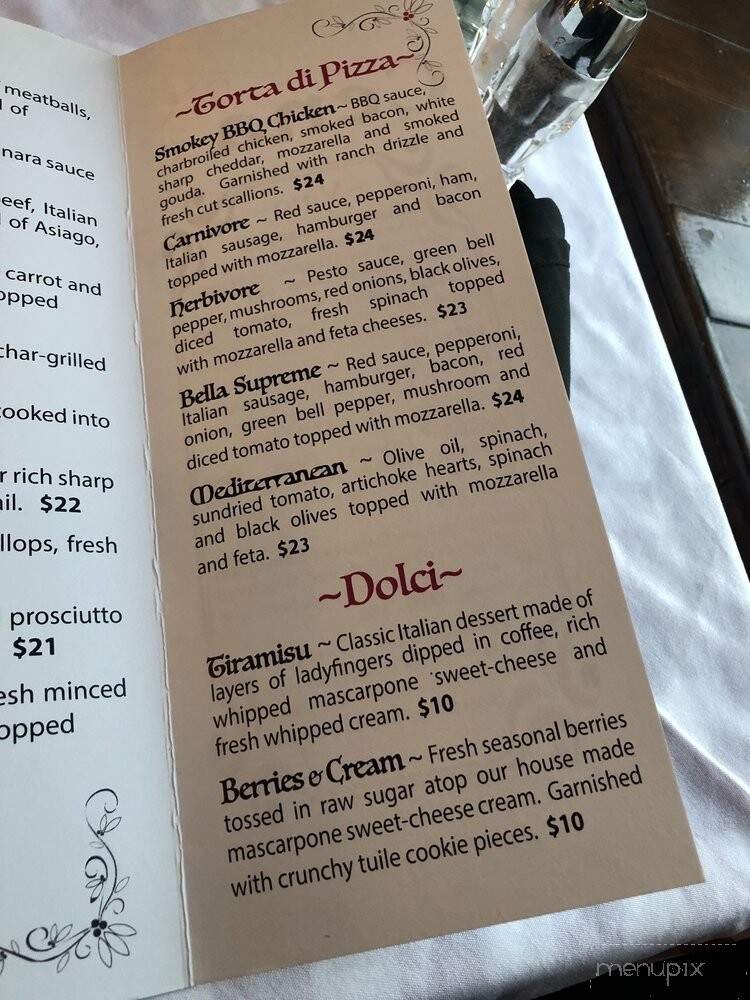 meatballs,
of
nara sauce
eef, Italian
of Asiago,
carrot and
opped
char-grilled
cooked into
r rich sharp
il. $22
llops, fresh
prosciutto
$21
esh minced
opped
~Torta di Pizza~
Smokey BBQ Chicken ~ BBQ sauce,
charbroiled chicken, smoked bacon, white
sharp cheddar, mozzarella and smoked
gouda. Garnished with ranch drizzle and
fresh cut scallions. $24
Carnivore ~ Red sauce, pepperoni, ham,
Italian sausage, hamburger and bacon
topped with mozzarella. $24
Herbivore ~ Pesto sauce, green bell
pepper, mushrooms, red onions, black olives,
diced tomato, fresh spinach topped
with mozzarella and feta cheeses. $23
Bella Supreme ~ Red sauce, pepperoni,
Italian sausage, hamburger, bacon, red
onion, green bell pepper, mushroom and
diced tomato topped with mozzarella. $24
Mediterranean ~ Olive oil, spinach,
sundried tomato, artichoke hearts, spinach
and black olives topped with mozzarella
and feta. $23
~Dolci~
Tiramisu ~ Classic Italian dessert made of
layers of ladyfingers dipped in coffee, rich
whipped mascarpone sweet-cheese and
fresh whipped cream. $10
Berries & Cream ~ Fresh seasonal berries
tossed in raw sugar atop our house made
mascarpone sweet-cheese cream. Garnished
with crunchy tuile cookie pieces. $10
menupix